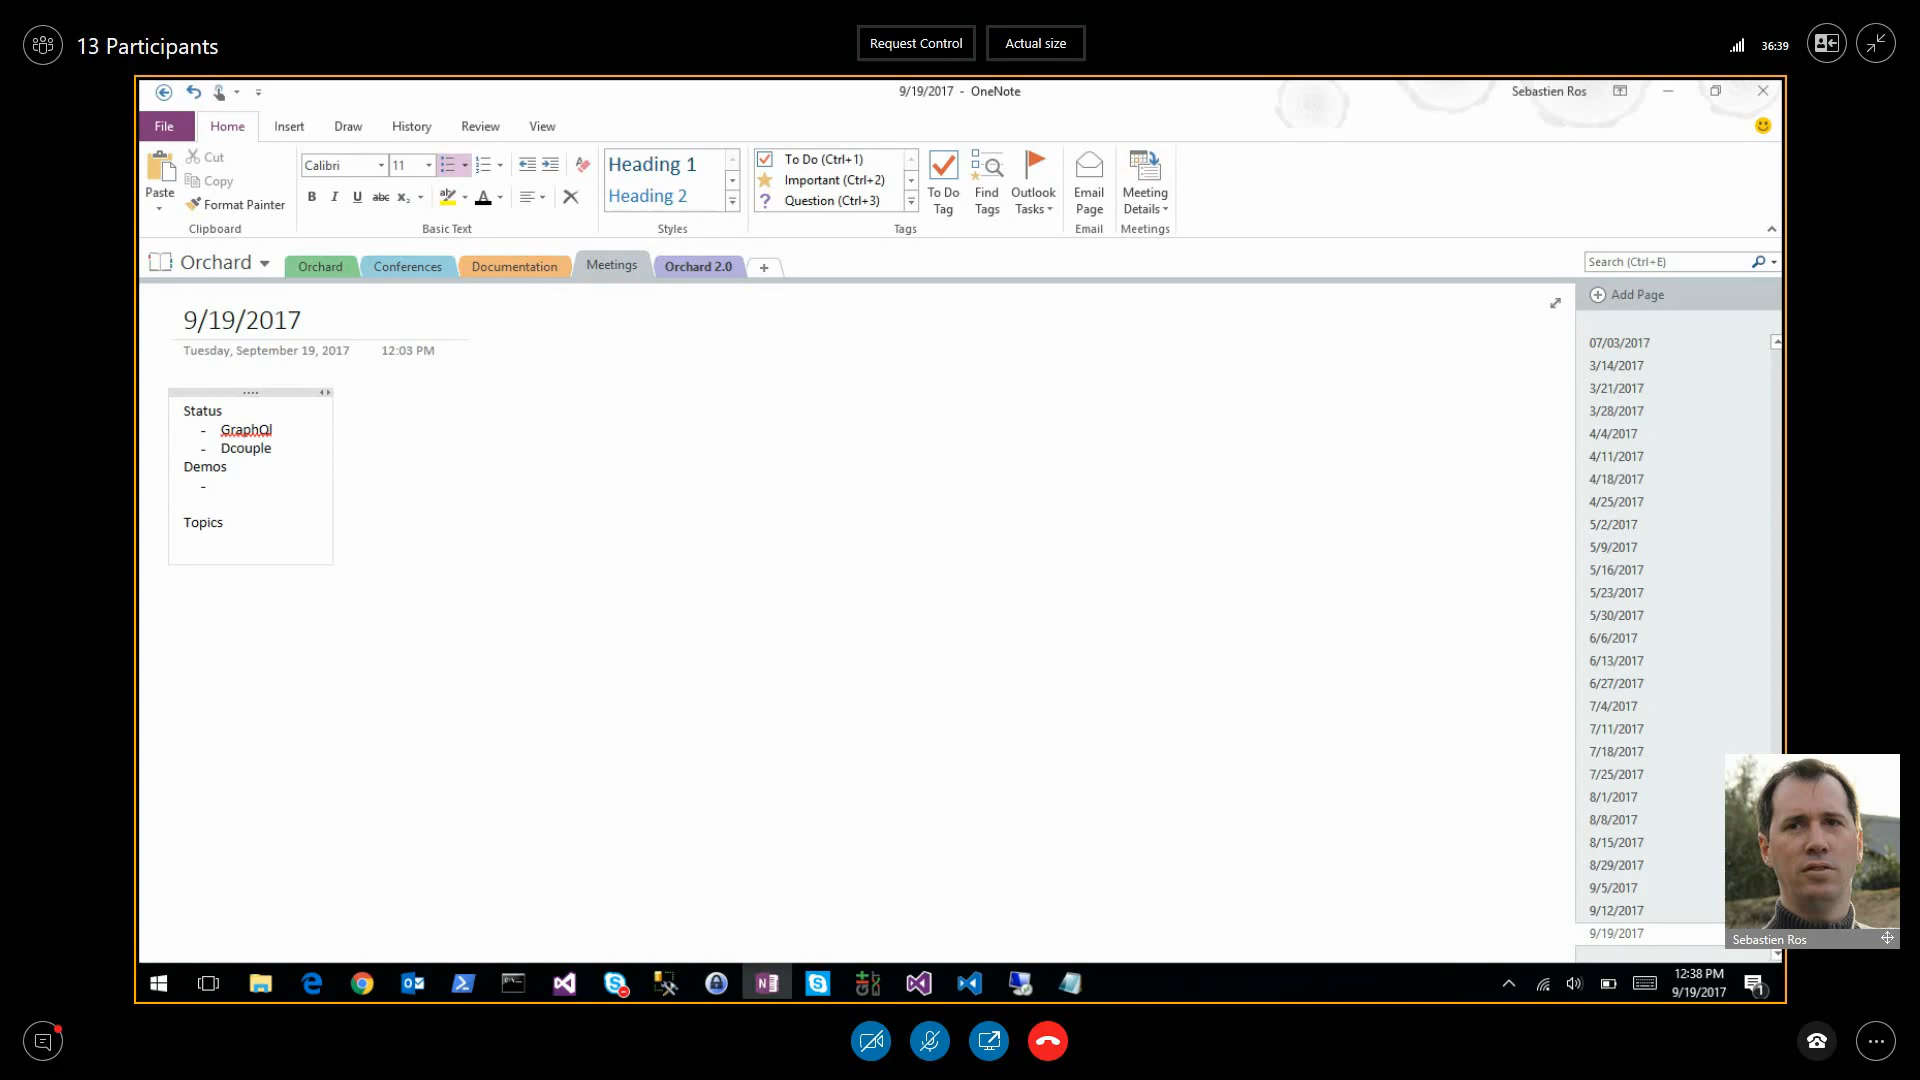 13 Participants
Request Control
Actual size
36:39
9/19/2017 - OneNote
Sebastien Ros
File
Home
Insert
Draw
History
Review
View
Paste
Cut
Copy
Format Painter
Clipboard
Calibri
11
B I U abc x₂
A
Basic Text
Heading 1
Heading 2
Styles
To Do (Ctrl+1)
Important (Ctrl+2)
? Question (Ctrl+3)
To Do
Tag
Find
Tags
Outlook
Tasks
Tags
Email
Page
Email
Meeting
Details
Meetings
Orchard
Orchard
Conferences
Documentation
Meetings
Orchard 2.0
+
Search (Ctrl+E)
Add Page
9/19/2017
Tuesday, September 19, 2017 12:03 PM
Status
- GraphQl
- Dcouple
Demos
-
Topics
07/03/2017
3/14/2017
3/21/2017
3/28/2017
4/4/2017
4/11/2017
4/18/2017
4/25/2017
5/2/2017
5/9/2017
5/16/2017
5/23/2017
5/30/2017
6/6/2017
6/13/2017
6/27/2017
7/4/2017
7/11/2017
7/18/2017
7/25/2017
8/1/2017
8/8/2017
8/15/2017
8/29/2017
9/5/2017
9/12/2017
9/19/2017
Sebastien Ros
12:38 PM
9/19/2017
1